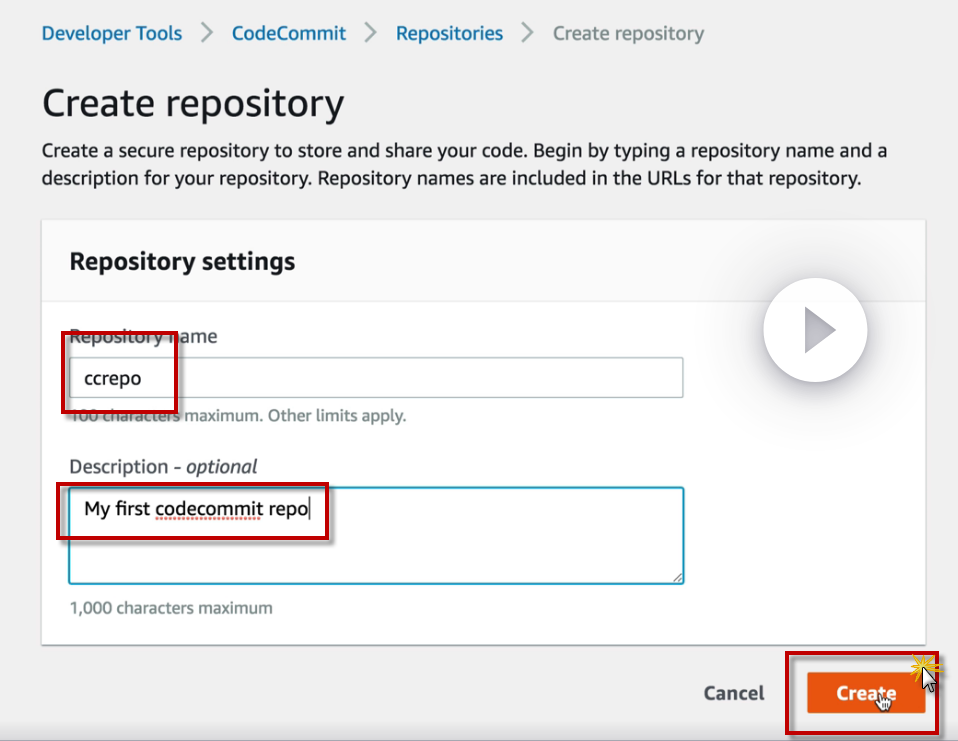 Developer Tools > CodeCommit > Repositories > Create repository
Create repository
Create a secure repository to store and share your code. Begin by typing a repository name and a
description for your repository. Repository names are included in the URLs for that repository.
Repository settings
Repository name
ccrepo
100 characters maximum. Other limits apply.
Description - optional
My first codecommit repo
1,000 characters maximum
Cancel Create